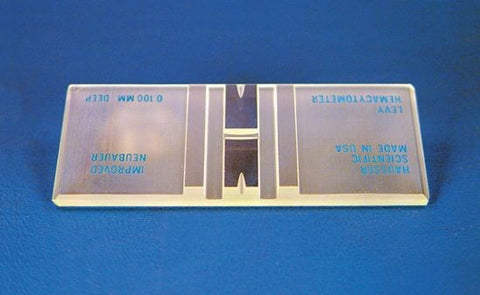 HAUSSER
SCIENTIFIC
MADE IN USA
IMPROVED
NEUBAUER
LEVY
HEMACYTOMETER
0.100 MM DEEP